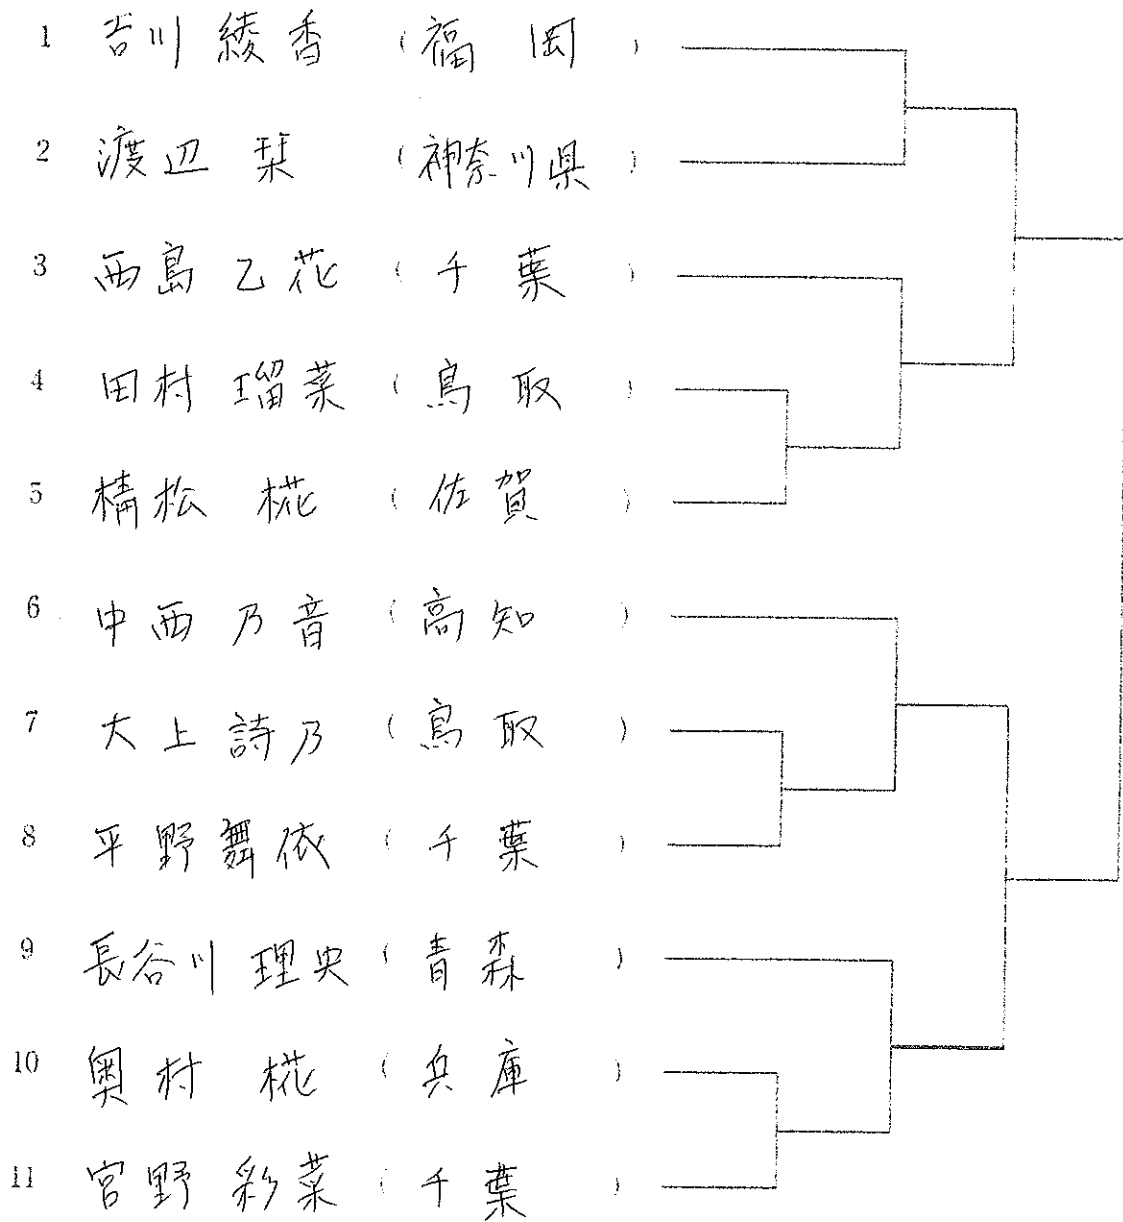 1 吉川 綾香 (福岡)
2 渡辺 栞 (神奈川県)
3 西島 乙花 (千葉)
4 田村 瑠菜 (鳥取)
5 楕松 椛 (佐賀)
6 中西 乃音 (高知)
7 大上 詩乃 (鳥取)
8 平野 舞依 (千葉)
9 長谷川 理央 (青森)
10 奥村 椛 (兵庫)
11 宮野 彩菜 (千葉)